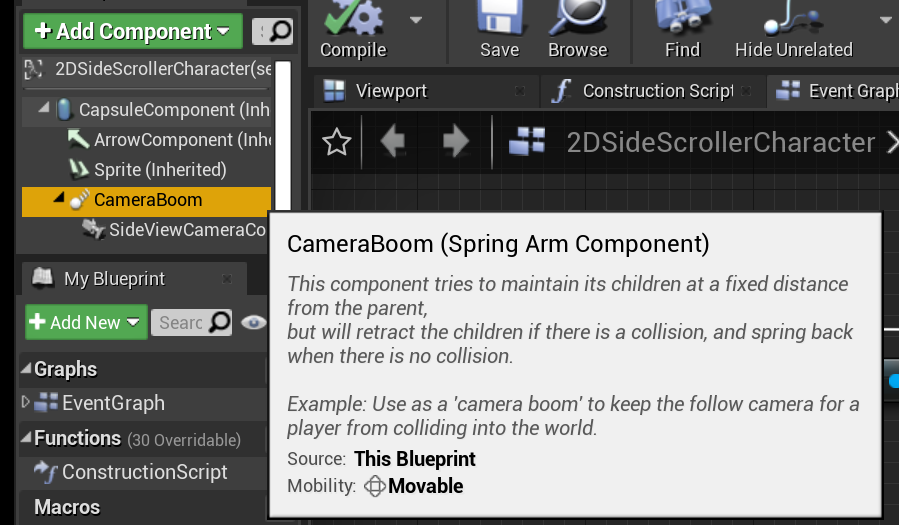 + Add Component
Compile
Save
Browse
Find
Hide Unrelated
2DSideScrollerCharacter(se
CapsuleComponent (Inh
ArrowComponent (Inhe
Sprite (Inherited)
CameraBoom
SideViewCameraCo
Viewport
Construction Script
Event Graph
2DSideScrollerCharacter
CameraBoom (Spring Arm Component)
This component tries to maintain its children at a fixed distance
from the parent,
but will retract the children if there is a collision, and spring back
when there is no collision.
Example: Use as a 'camera boom' to keep the follow camera for a
player from colliding into the world.
Source: This Blueprint
Mobility: Movable
My Blueprint
+ Add New
Searc
Graphs
EventGraph
Functions (30 Overridable)
ConstructionScript
Macros